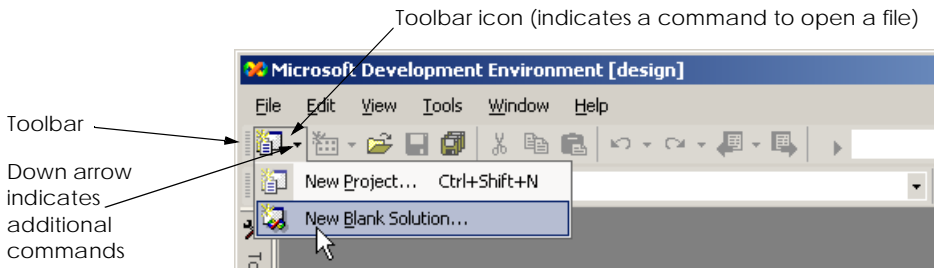 Toolbar icon (indicates a command to open a file)
Microsoft Development Environment [design]
File Edit View Tools Window Help
Toolbar
Down arrow
indicates
additional
commands
New Project... Ctrl+Shift+N
New Blank Solution...
To